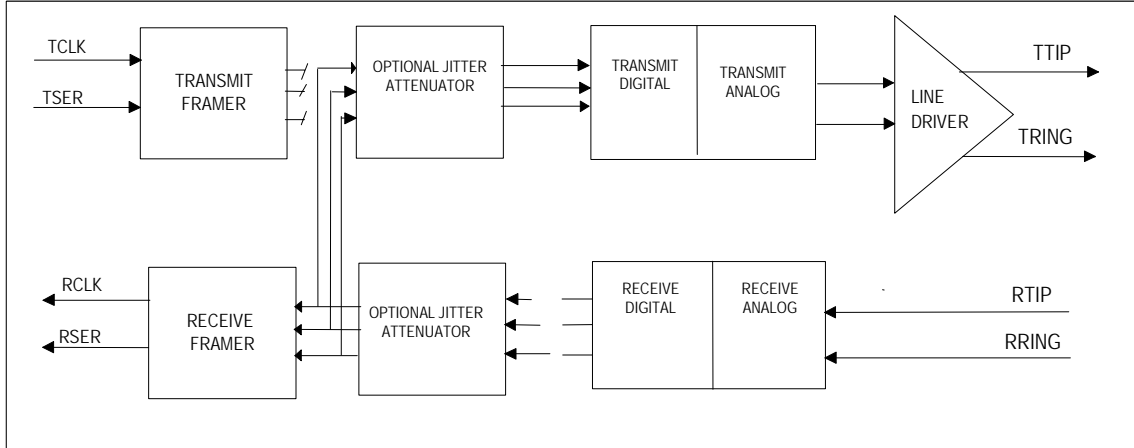 TCLK
TSER
TRANSMIT
FRAMER
OPTIONAL JITTER
ATTENUATOR
TRANSMIT
DIGITAL
TRANSMIT
ANALOG
LINE
DRIVER
TTIP
TRING
RCLK
RSER
RECEIVE
FRAMER
OPTIONAL JITTER
ATTENUATOR
RECEIVE
DIGITAL
RECEIVE
ANALOG
RTIP
RRING